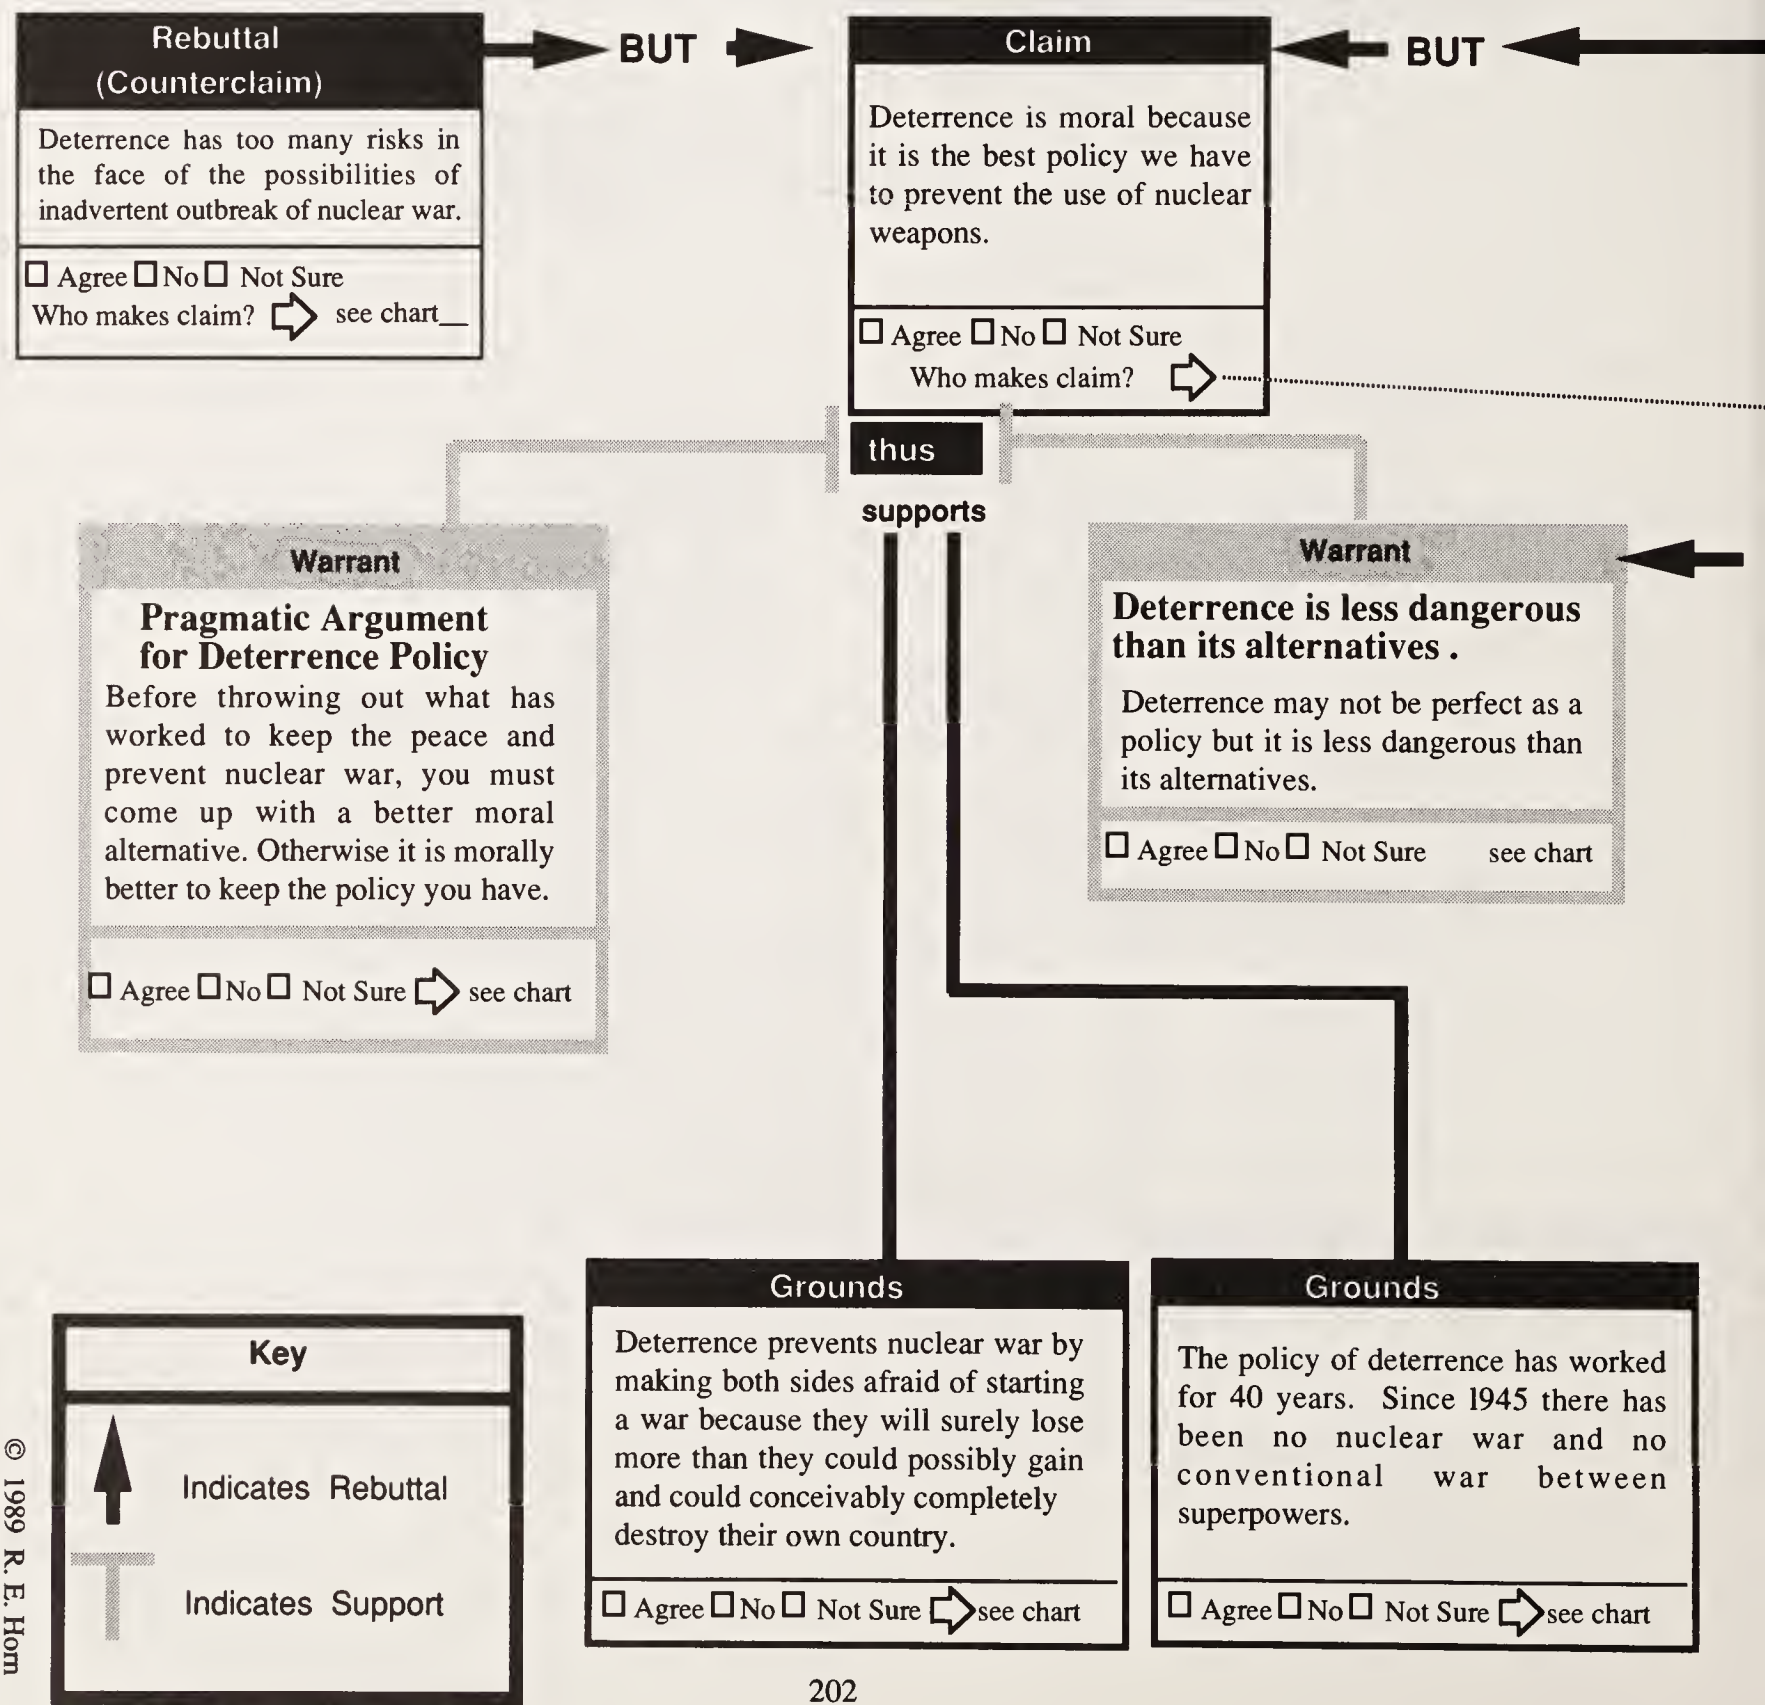 Rebuttal
(Counterclaim)
Deterrence has too many risks in
the face of the possibilities of
inadvertent outbreak of nuclear war.
Agree No Not Sure
Who makes claim? see chart__
BUT
Claim
Deterrence is moral because
it is the best policy we have
to prevent the use of nuclear
weapons.
Agree No Not Sure
Who makes claim?
BUT
thus
supports
Warrant
Pragmatic Argument
for Deterrence Policy
Before throwing out what has
worked to keep the peace and
prevent nuclear war, you must
come up with a better moral
alternative. Otherwise it is morally
better to keep the policy you have.
Agree No Not Sure see chart
Warrant
Deterrence is less dangerous
than its alternatives .
Deterrence may not be perfect as a
policy but it is less dangerous than
its alternatives.
Agree No Not Sure see chart
Key
Indicates Rebuttal
Indicates Support
Grounds
Deterrence prevents nuclear war by
making both sides afraid of starting
a war because they will surely lose
more than they could possibly gain
and could conceivably completely
destroy their own country.
Agree No Not Sure see chart
Grounds
The policy of deterrence has worked
for 40 years. Since 1945 there has
been no nuclear war and no
conventional war between
superpowers.
Agree No Not Sure see chart
© 1989 R. E. Horn
202